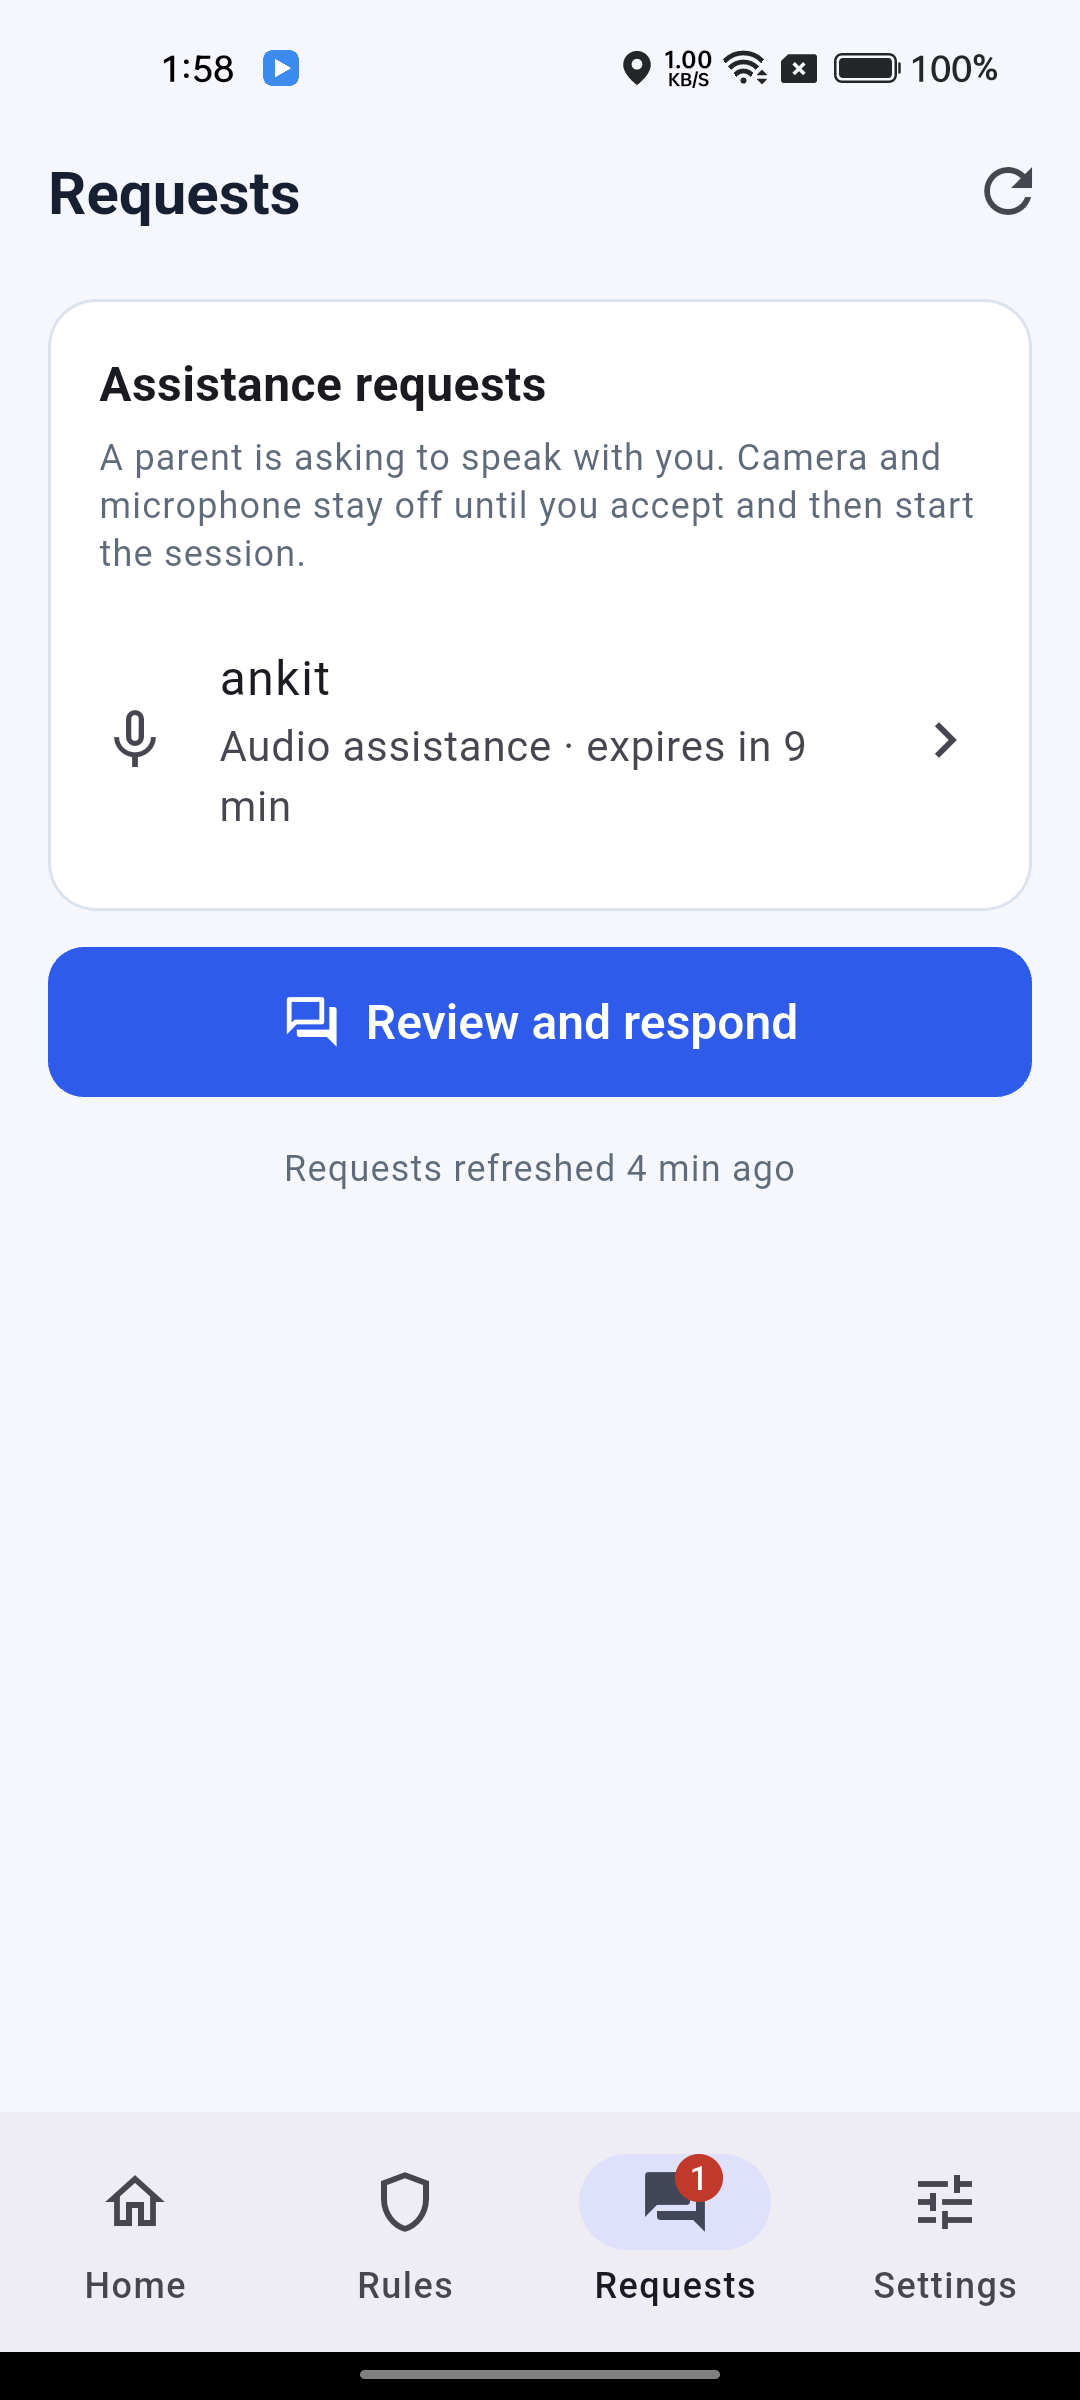 1:58
1.00
KB/S
100%
Requests
Assistance requests
A parent is asking to speak with you. Camera and
microphone stay off until you accept and then start
the session.
ankit
Audio assistance · expires in 9
min
Review and respond
Requests refreshed 4 min ago
1
Home
Rules
Requests
Settings